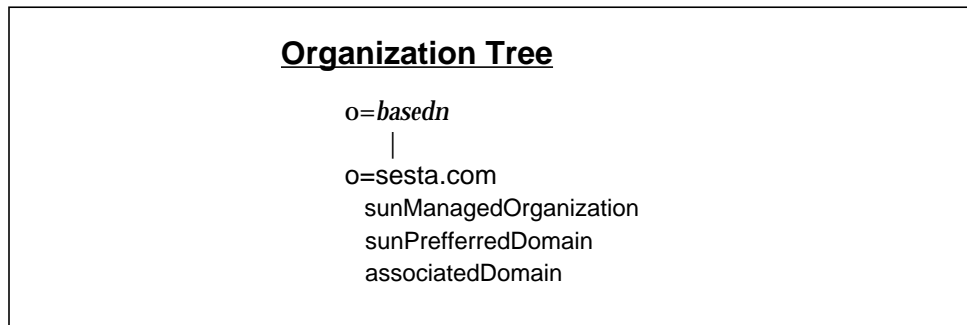 Organization Tree
o=basedn
o=sesta.com
sunManagedOrganization
sunPrefferredDomain
associatedDomain